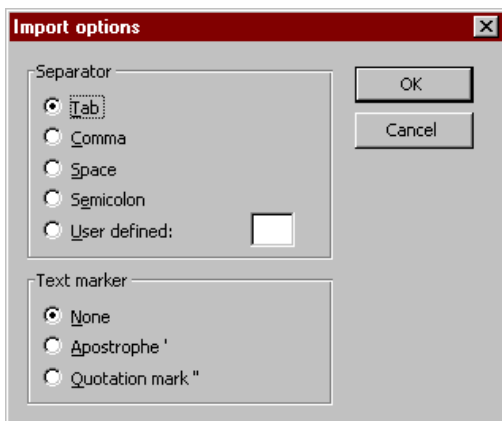 Import options
Separator
Tab
Comma
Space
Semicolon
User defined:
OK
Cancel
Text marker
None
Apostrophe '
Quotation mark "